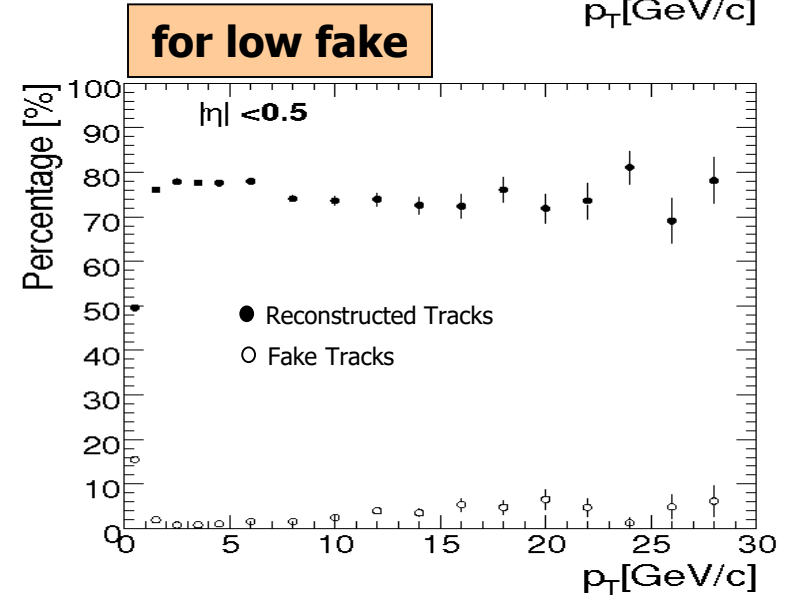 p_T[GeV/c]
for low fake
|η| <0.5
Percentage [%]
100
90
80
70
60
50
40
30
20
10
0
Reconstructed Tracks
Fake Tracks
0 5 10 15 20 25 30
p_T[GeV/c]